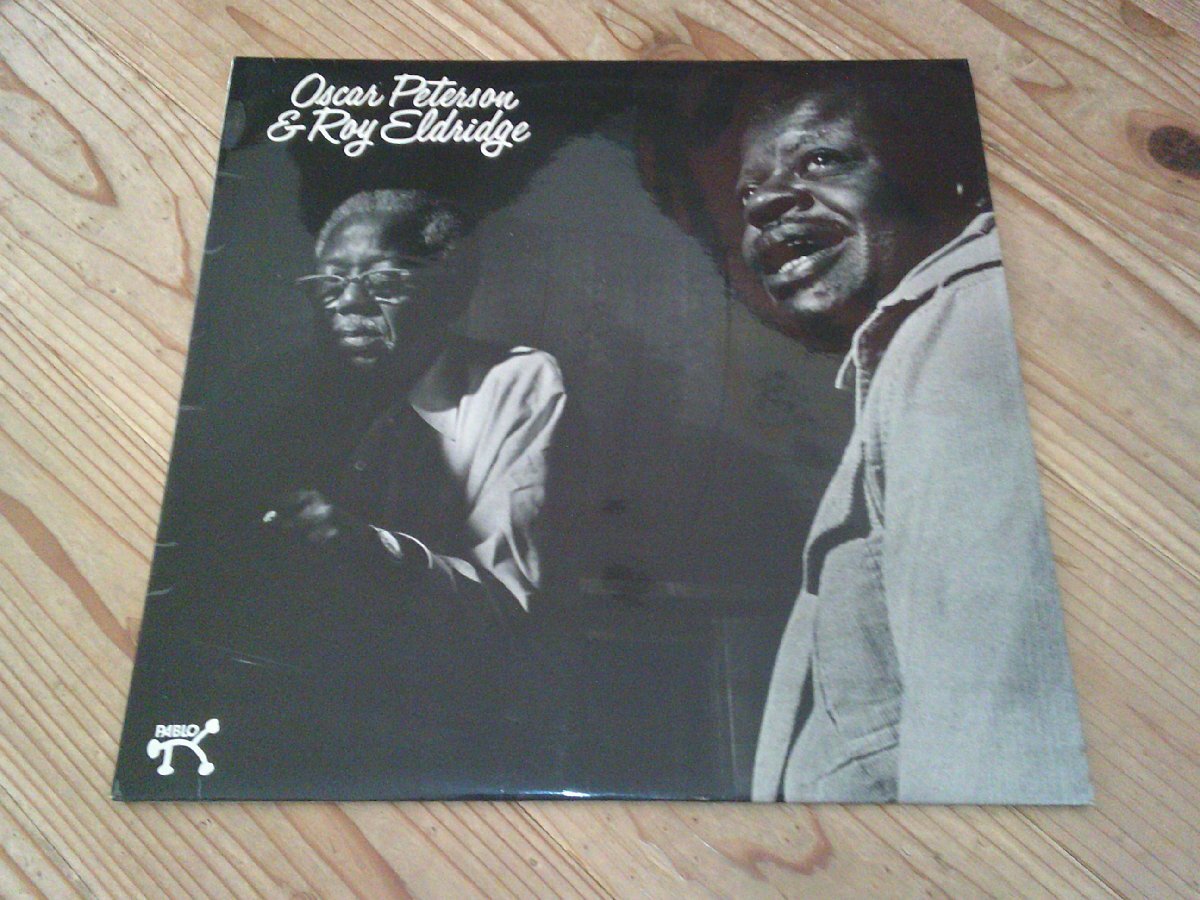 Oscar Peterson
& Roy Eldridge
PABLO